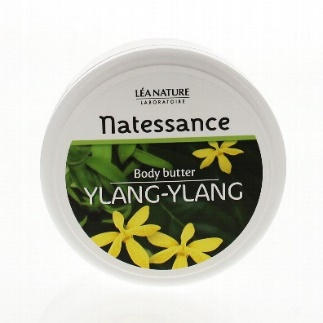 LÉA NATURE
LABORATOIRE
Natessance
Body butter
YLANG-YLANG